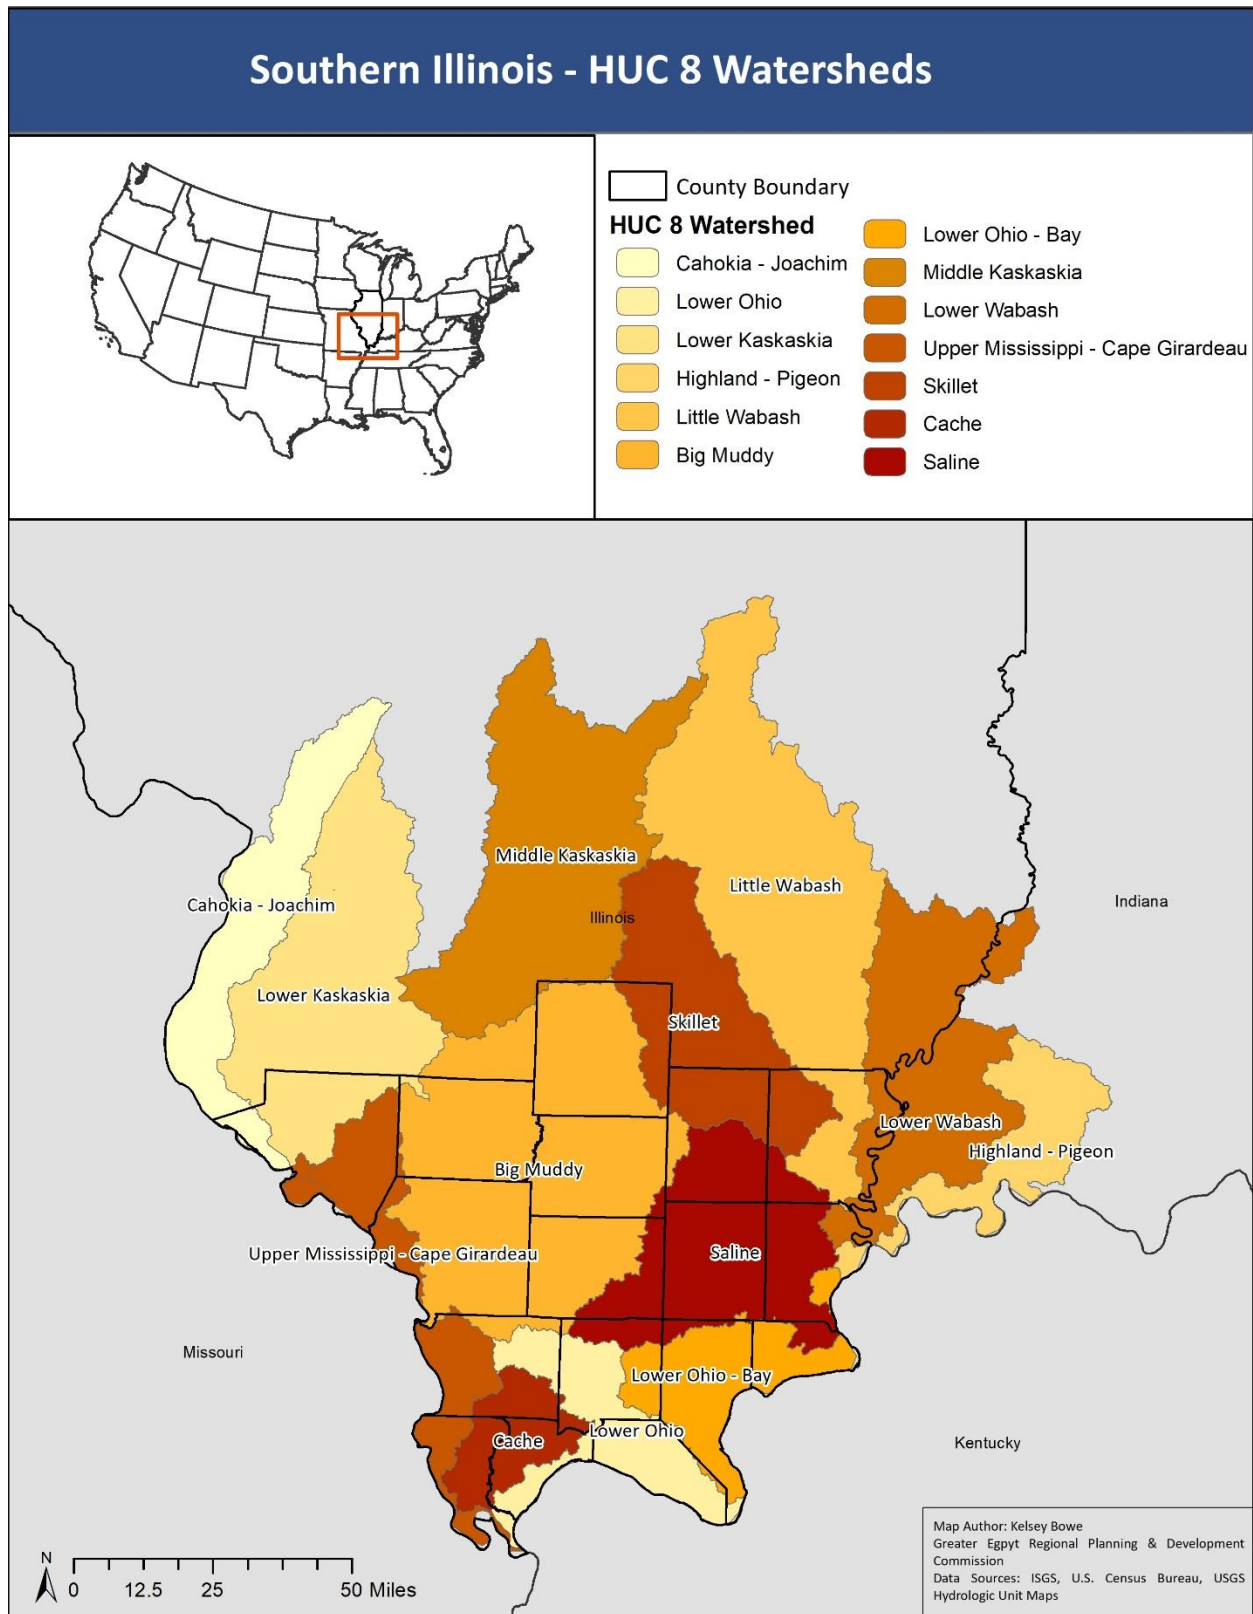 Southern Illinois - HUC 8 Watersheds
County Boundary
HUC 8 Watershed
Cahokia - Joachim
Lower Ohio
Lower Kaskaskia
Highland - Pigeon
Little Wabash
Big Muddy
Lower Ohio - Bay
Middle Kaskaskia
Lower Wabash
Upper Mississippi - Cape Girardeau
Skillet
Cache
Saline
Middle Kaskaskia
Little Wabash
Cahokia - Joachim
Illinois
Indiana
Lower Kaskaskia
Skillet
Lower Wabash
Highland - Pigeon
Big Muddy
Upper Mississippi - Cape Girardeau
Saline
Missouri
Lower Ohio - Bay
Lower Ohio
Cache
Kentucky
N
0 12.5 25 50 Miles
Map Author: Kelsey Bowe
Greater Egpyt Regional Planning & Development
Commission
Data Sources: ISGS, U.S. Census Bureau, USGS
Hydrologic Unit Maps